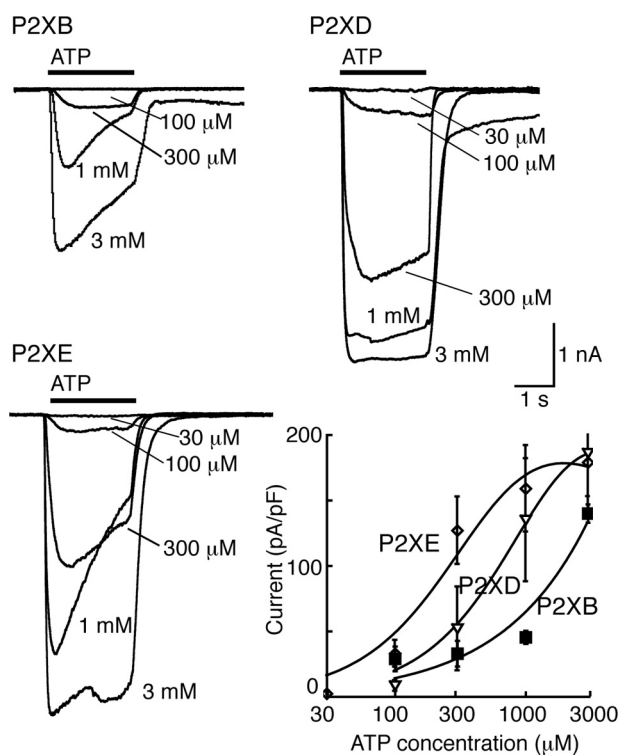 P2XB
ATP
100 μM
300 μM
1 mM
3 mM
P2XD
ATP
30 μM
100 μM
300 μM
1 mM
3 mM
1 nA
1 s
P2XE
ATP
30 μM
100 μM
300 μM
1 mM
3 mM
Current (pA/pF)
200
100
0
P2XE
P2XD
P2XB
30 100 300 1000 3000
ATP concentration (μM)